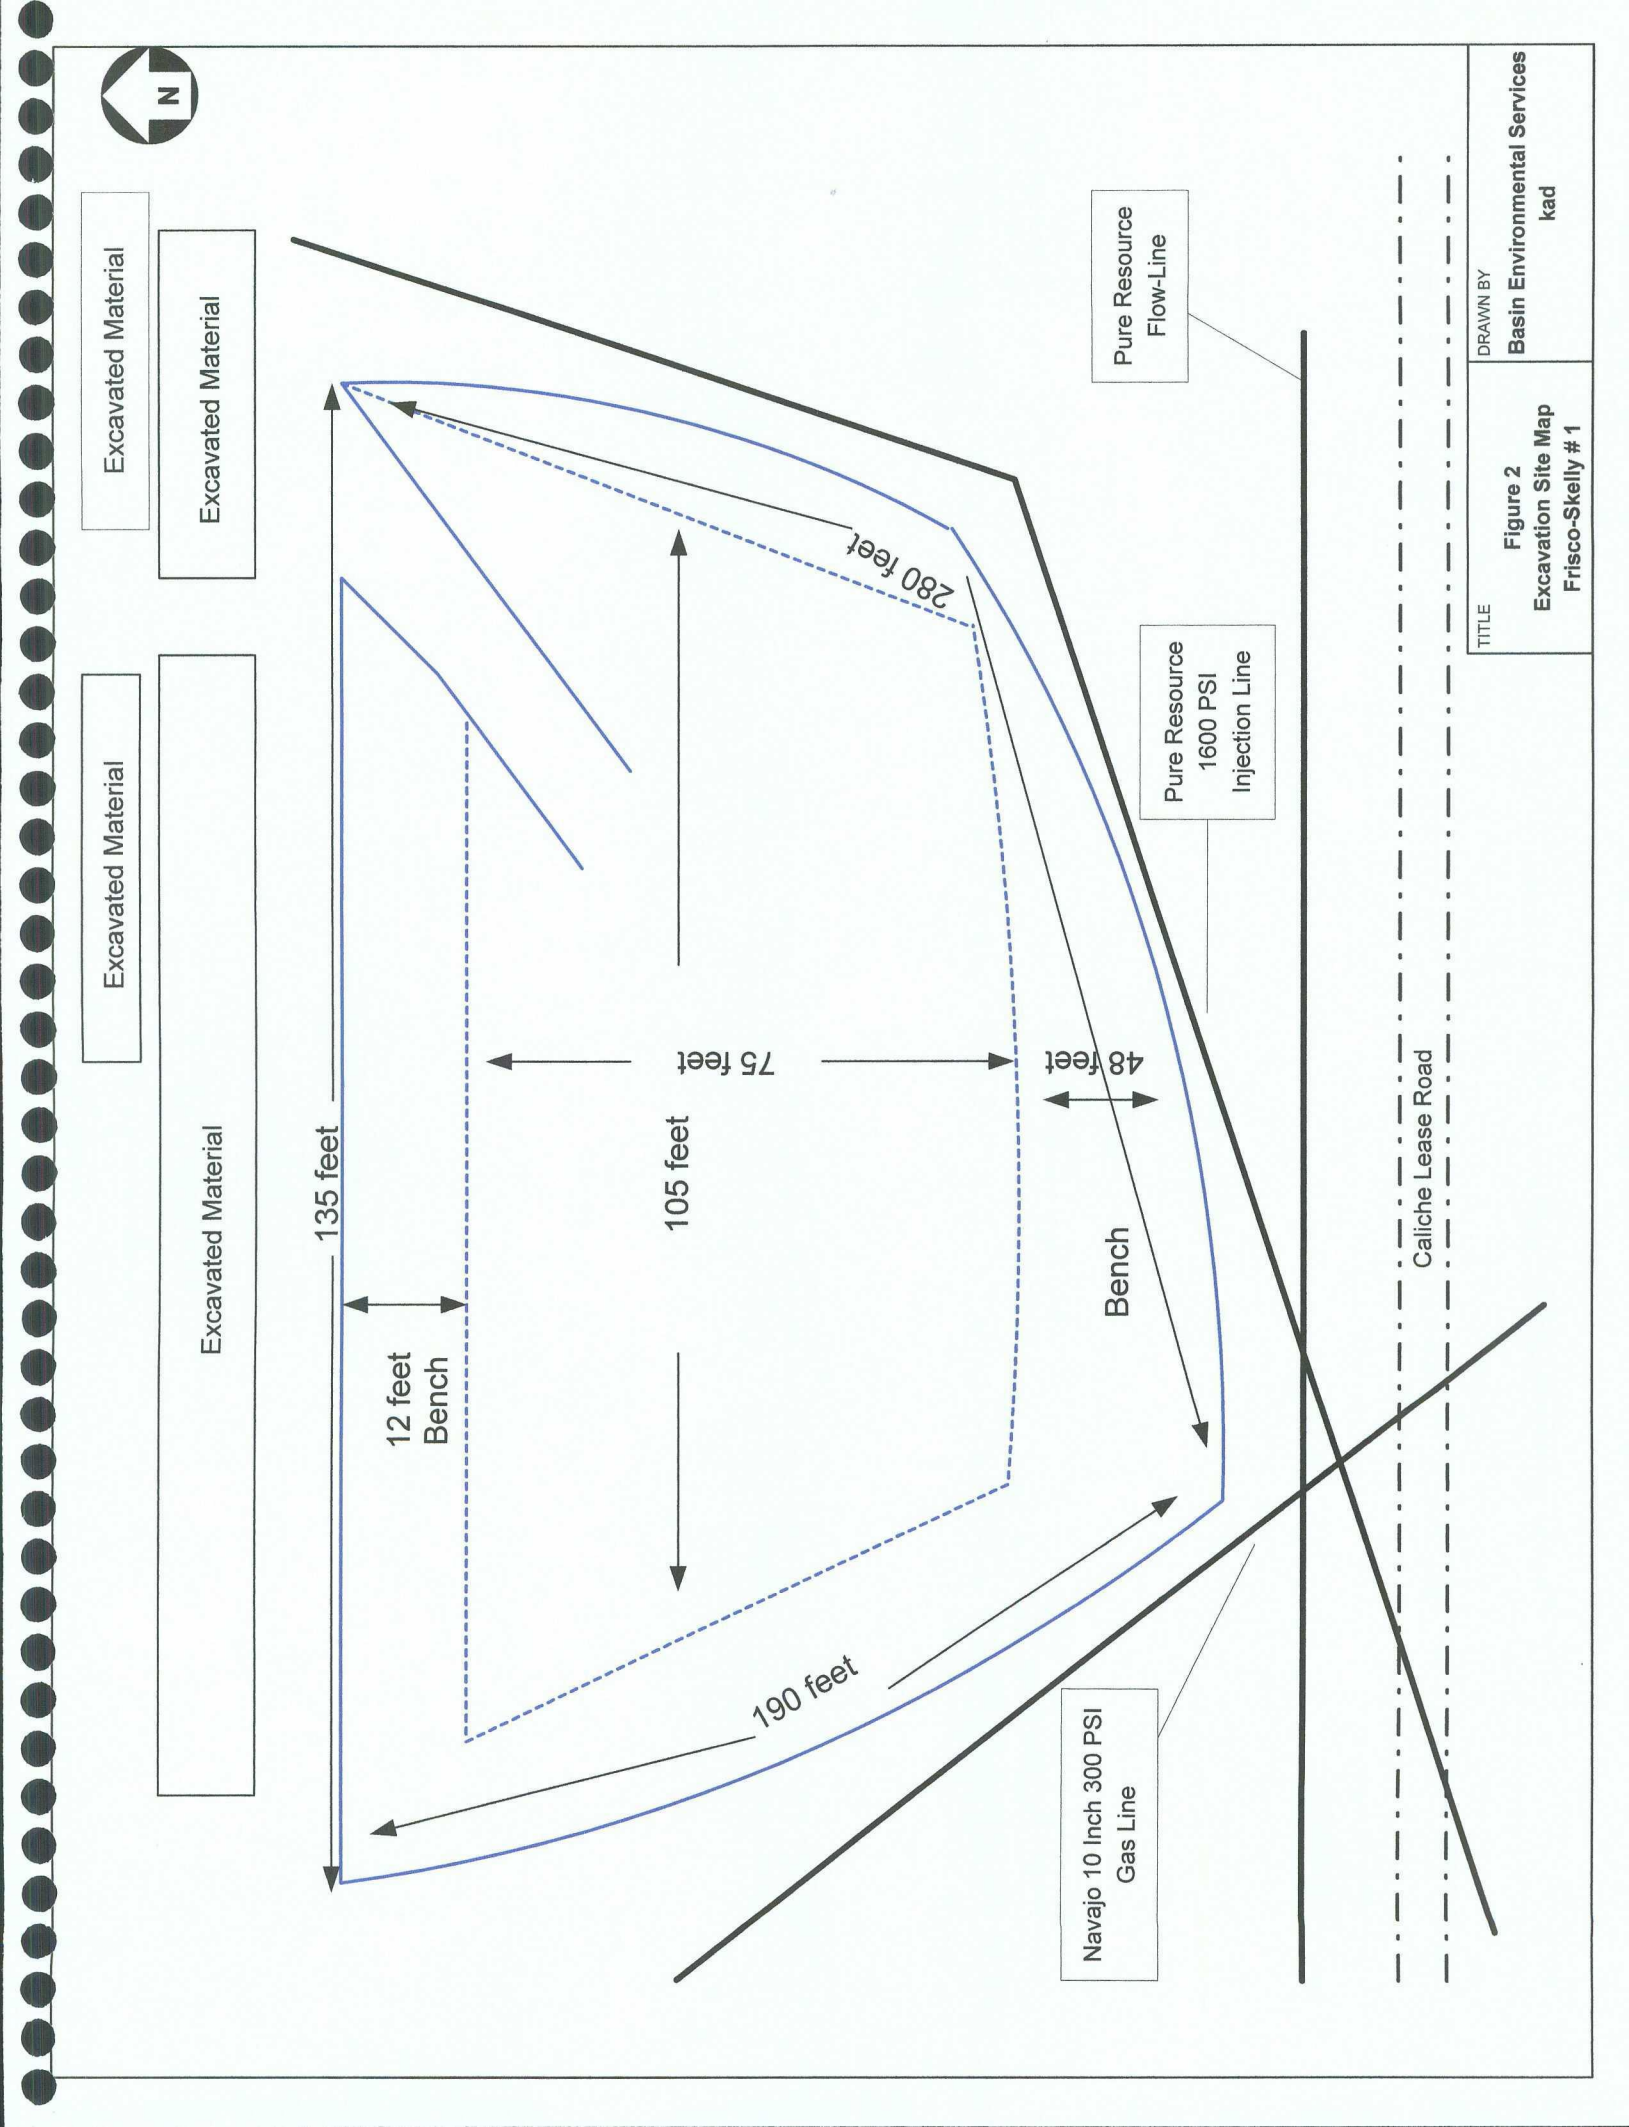 N
Excavated Material
Excavated Material
Excavated Material
Excavated Material
135 feet
12 feet
Bench
75 feet
105 feet
280 feet
48 feet
Bench
190 feet
Pure Resource
Flow-Line
Pure Resource
1600 PSI
Injection Line
Navajo 10 Inch 300 PSI
Gas Line
Caliche Lease Road
TITLE
Figure 2
Excavation Site Map
Frisco-Skelly # 1
DRAWN BY
Basin Environmental Services
kad